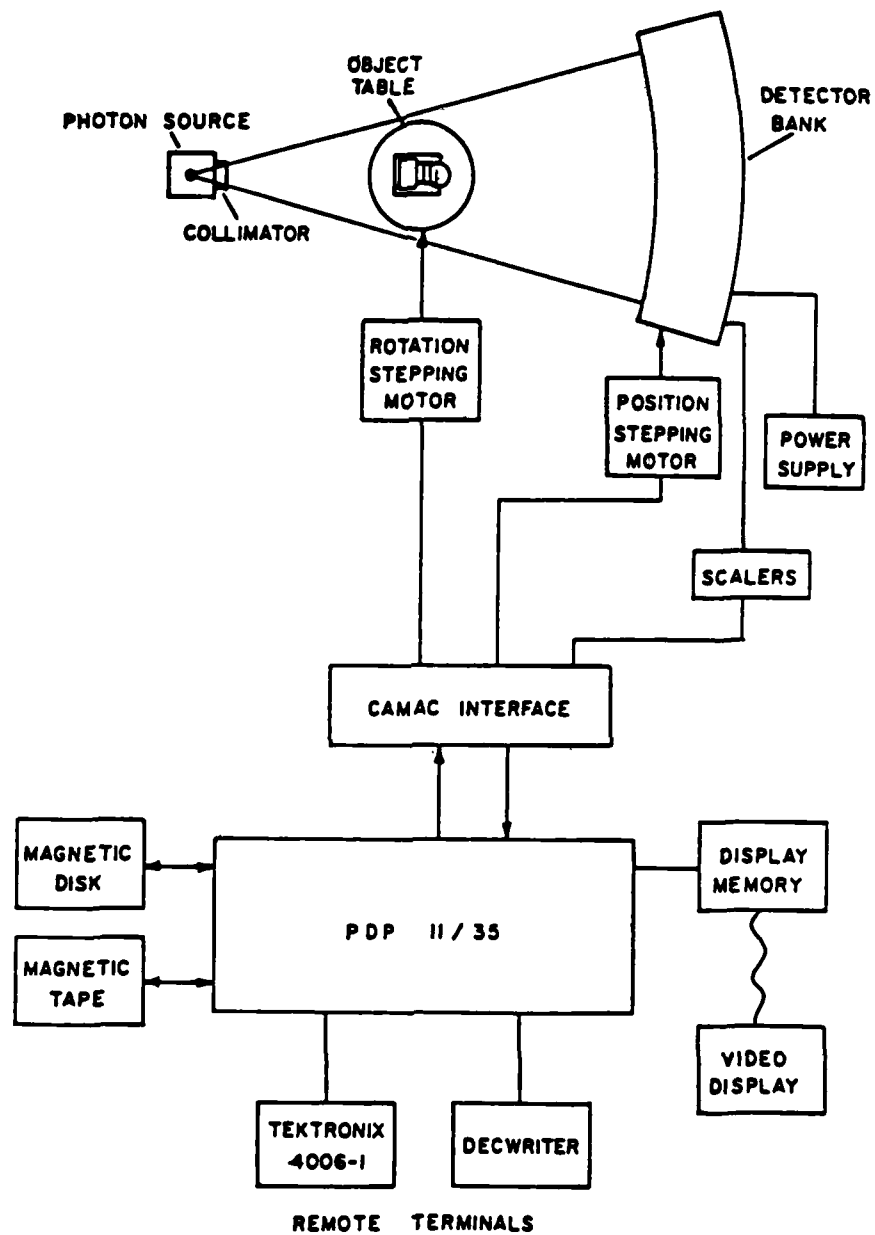 OBJECT
TABLE
DETECTOR
BANK
PHOTON SOURCE
COLLIMATOR
ROTATION
STEPPING
MOTOR
POSITION
STEPPING
MOTOR
POWER
SUPPLY
SCALERS
CAMAC INTERFACE
MAGNETIC
DISK
DISPLAY
MEMORY
PDP 11/35
MAGNETIC
TAPE
VIDEO
DISPLAY
TEKTRONIX
4006-1
DECWRITER
REMOTE TERMINALS